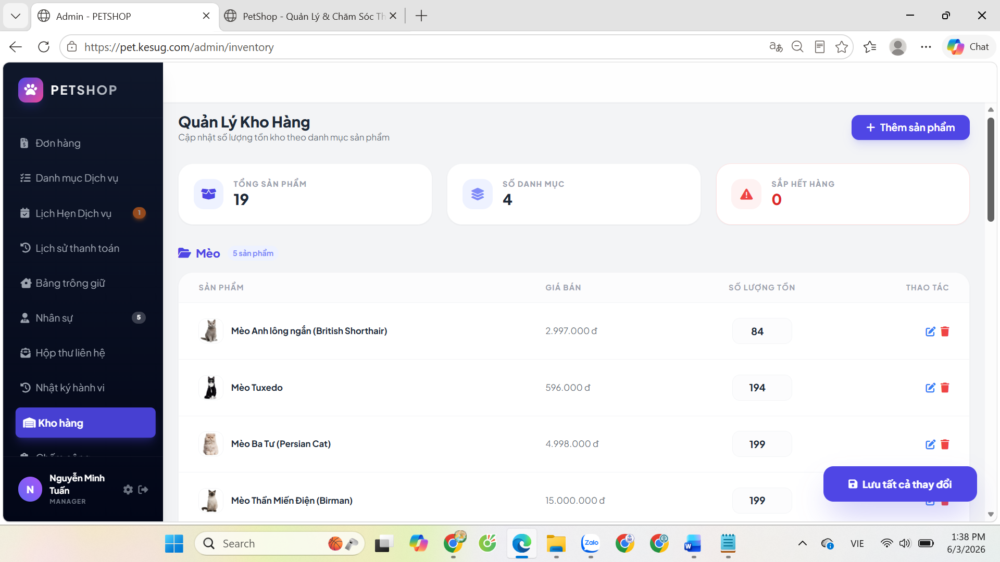 Admin - PETSHOP
PetShop - Quản Lý & Chăm Sóc Th
https://pet.kesug.com/admin/inventory
Chat
PETSHOP
Đơn hàng
Danh mục Dịch vụ
Lịch Hẹn Dịch vụ 1
Lịch sử thanh toán
Bảng trông giữ
Nhân sự 5
Hộp thư liên hệ
Nhật ký hành vi
Kho hàng
Nguyễn Minh
Tuấn
MANAGER
N
Quản Lý Kho Hàng
Cập nhật số lượng tồn kho theo danh mục sản phẩm
+ Thêm sản phẩm
TỔNG SẢN PHẨM
19
SỐ DANH MỤC
4
SẮP HẾT HÀNG
0
Mèo 5 sản phẩm
SẢN PHẨM GIÁ BÁN SỐ LƯỢNG TỒN THAO TÁC
Mèo Anh lông ngắn (British Shorthair) 2.997.000 đ 84
Mèo Tuxedo 596.000 đ 194
Mèo Ba Tư (Persian Cat) 4.998.000 đ 199
Mèo Thần Miến Điện (Birman) 15.000.000 đ 199
Lưu tất cả thay đổi
Search
Zalo
VIE
1:38 PM
6/3/2026